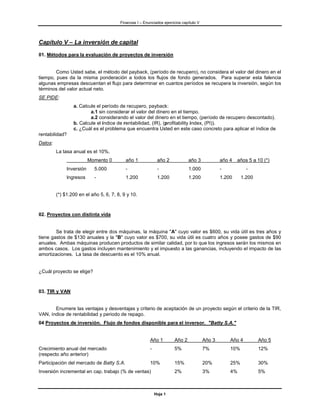 Finanzas I – Enunciados ejercicios capítulo V
Capítulo V – La inversión de capital
01. Métodos para la evaluación de proyectos de inversión
Como Usted sabe, el método del payback, (período de recupero), no considera el valor del dinero en el
tiempo, pues da la misma ponderación a todos los flujos de fondo generados. Para superar esta falencia
algunas empresas descuentan el flujo para determinar en cuantos períodos se recupera la inversión, según los
términos del valor actual neto.
SE PIDE:
a. Calcule el período de recupero, payback:
a.1 sin considerar el valor del dinero en el tiempo.
a.2 considerando el valor del dinero en el tiempo, (período de recupero descontado).
b. Calcule el índice de rentabilidad, (IR), (profitability Index, (PI)).
c. ¿Cuál es el problema que encuentra Usted en este caso concreto para aplicar el índice de
rentabilidad?
Datos:
La tasa anual es el 10%.
Momento 0 año 1 año 2 año 3 año 4 años 5 a 10 (*)
Inversión 5.000 - - 1.000 - -
Ingresos - 1.200 1.200 1.200 1.200 1.200
(*) $1.200 en el año 5, 6, 7, 8, 9 y 10.
02. Proyectos con distinta vida
Se trata de elegir entre dos máquinas, la máquina "A" cuyo valor es $500, su vida útil es tres años y
tiene gastos de $130 anuales y la "B" cuyo valor es $700, su vida útil es cuatro años y posee gastos de $90
anuales. Ambas máquinas producen productos de similar calidad, por lo que los ingresos serán los mismos en
ambos casos. Los gastos incluyen mantenimiento y el impuesto a las ganancias, incluyendo el impacto de las
amortizaciones. La tasa de descuento es el 10% anual.
¿Cuál proyecto se elige?
03. TIR y VAN
Enumere las ventajas y desventajas y criterio de aceptación de un proyecto según el criterio de la TIR,
VAN, índice de rentabilidad y período de repago.
04 Proyectos de inversión. Flujo de fondos disponible para el inversor. "Batty S.A."
Año 1 Año 2 Año 3 Año 4 Año 5
Crecimiento anual del mercado - 5% 7% 10% 12%
(respecto año anterior)
Participación del mercado de Batty S.A. 10% 15% 20% 25% 30%
Inversión incremental en cap. trabajo (% de ventas) 2% 3% 4% 5%
Hoja 1